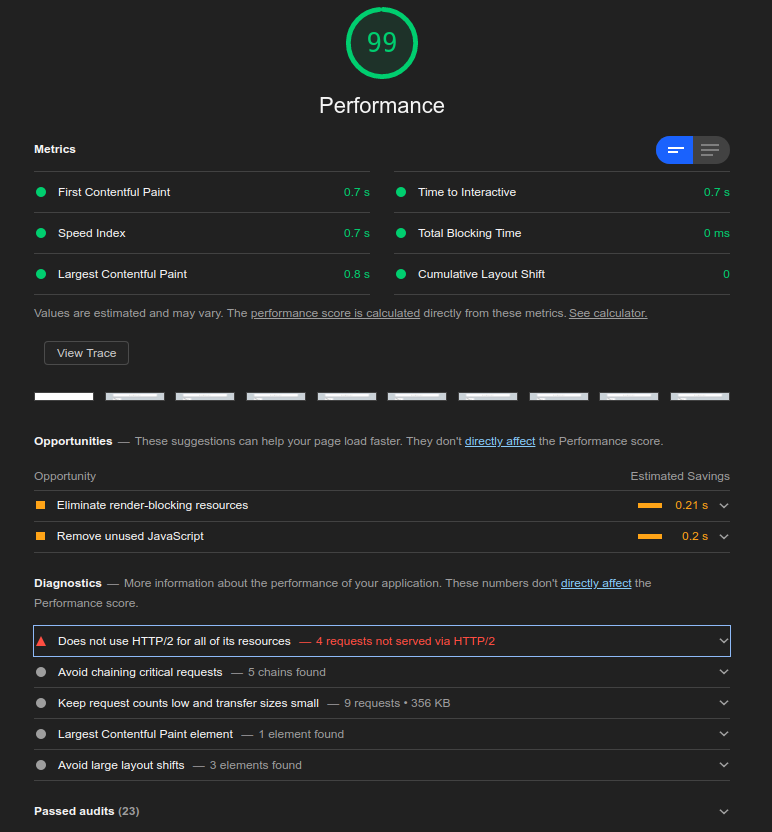 99
Performance
Metrics
First Contentful Paint 0.7 s
Time to Interactive 0.7 s
Speed Index 0.7 s
Total Blocking Time 0 ms
Largest Contentful Paint 0.8 s
Cumulative Layout Shift 0
Values are estimated and may vary. The performance score is calculated directly from these metrics. See calculator.
View Trace
Opportunities — These suggestions can help your page load faster. They don't directly affect the Performance score.
Opportunity Estimated Savings
Eliminate render-blocking resources 0.21 s
Remove unused JavaScript 0.2 s
Diagnostics — More information about the performance of your application. These numbers don't directly affect the
Performance score.
Does not use HTTP/2 for all of its resources — 4 requests not served via HTTP/2
Avoid chaining critical requests — 5 chains found
Keep request counts low and transfer sizes small — 9 requests • 356 KB
Largest Contentful Paint element — 1 element found
Avoid large layout shifts — 3 elements found
Passed audits (23)